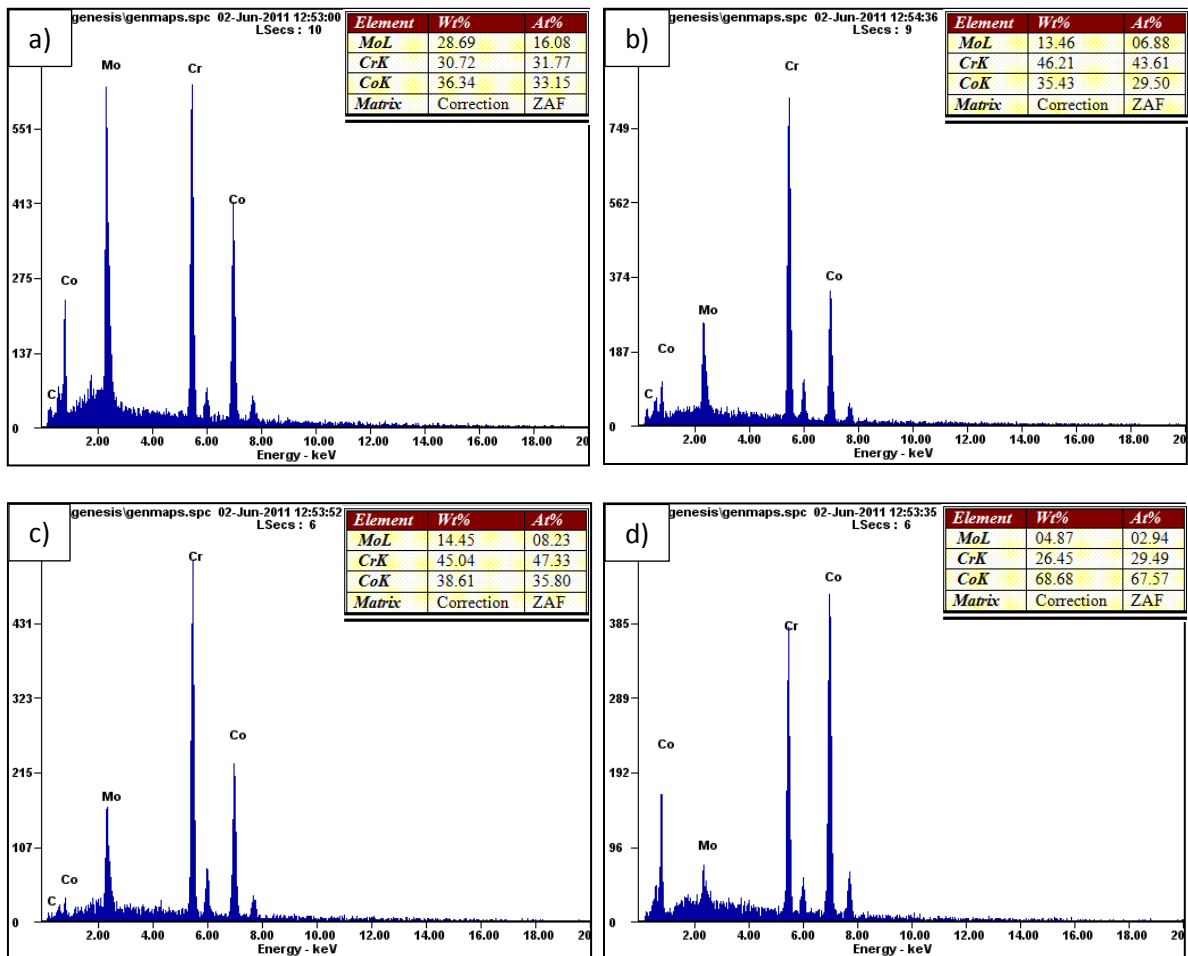 a)
genesis\genmaps.spc 02-Jun-2011 12:53:00
LSecs : 10
Element Wt% At%
MoL 28.69 16.08
CrK 30.72 31.77
CoK 36.34 33.15
Matrix Correction ZAF
Mo
Cr
Co
Co
C
551
413
275
137
0
2.00 4.00 6.00 8.00 10.00 12.00 14.00 16.00 18.00 20
Energy - keV
b)
genesis\genmaps.spc 02-Jun-2011 12:54:36
LSecs : 9
Element Wt% At%
MoL 13.46 06.88
CrK 46.21 43.61
CoK 35.43 29.50
Matrix Correction ZAF
Cr
Co
Mo
Co
C
749
562
374
187
0
2.00 4.00 6.00 8.00 10.00 12.00 14.00 16.00 18.00 20
Energy - keV
c)
genesis\genmaps.spc 02-Jun-2011 12:53:52
LSecs : 6
Element Wt% At%
MoL 14.45 08.23
CrK 45.04 47.33
CoK 38.61 35.80
Matrix Correction ZAF
Cr
Co
Mo
Co
C
431
323
215
107
0
2.00 4.00 6.00 8.00 10.00 12.00 14.00 16.00 18.00 20
Energy - keV
d)
genesis\genmaps.spc 02-Jun-2011 12:53:35
LSecs : 6
Element Wt% At%
MoL 04.87 02.94
CrK 26.45 29.49
CoK 68.68 67.57
Matrix Correction ZAF
Co
Cr
Co
Mo
385
289
192
96
0
2.00 4.00 6.00 8.00 10.00 12.00 14.00 16.00 18.00 20
Energy - keV